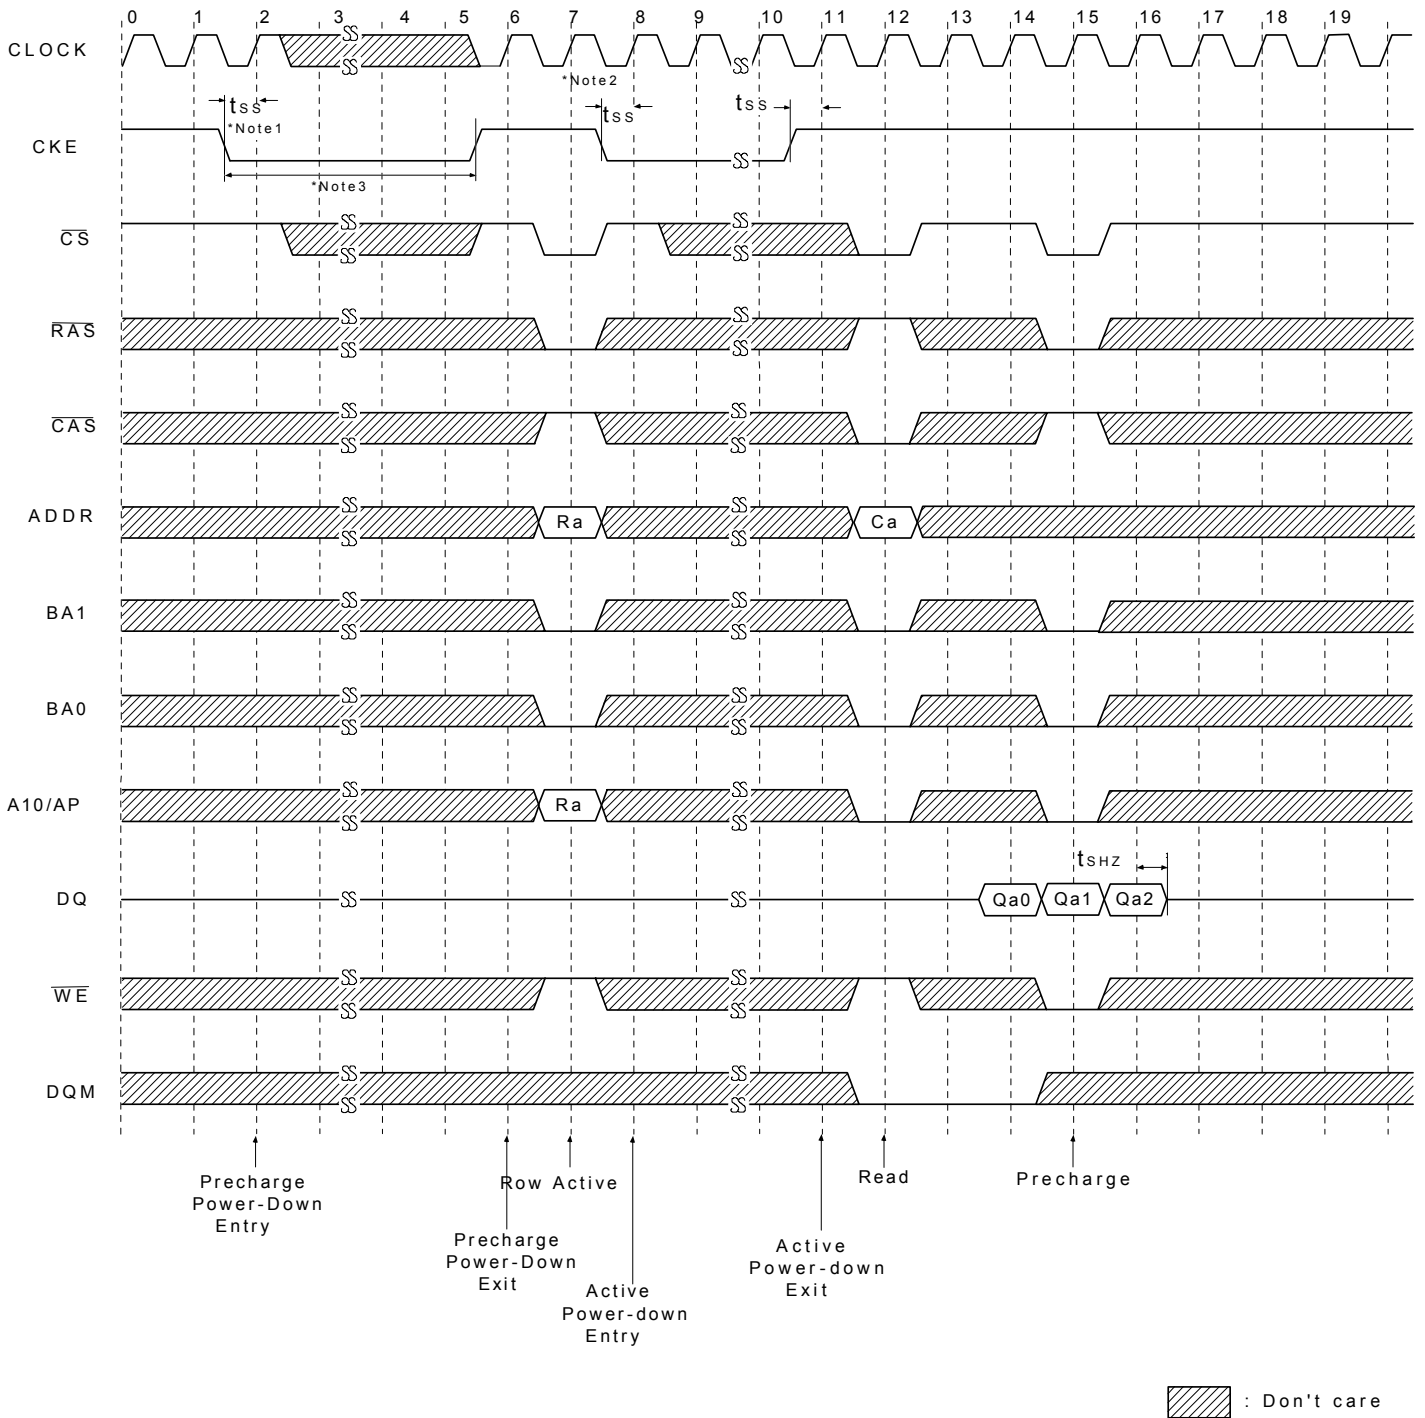 0 1 2 3 4 5 6 7 8 9 10 11 12 13 14 15 16 17 18 19
CLOCK
*Note2
tSS
tSS
tSS
*Note1
CKE
*Note3
CS
RAS
CAS
ADDR
Ra
Ca
BA1
BA0
A10/AP
Ra
tSHZ
DQ
Qa0
Qa1
Qa2
WE
DQM
Precharge
Power-Down
Entry
Row Active
Read
Precharge
Precharge
Power-Down
Exit
Active
Power-down
Exit
Active
Power-down
Entry
: Don't care